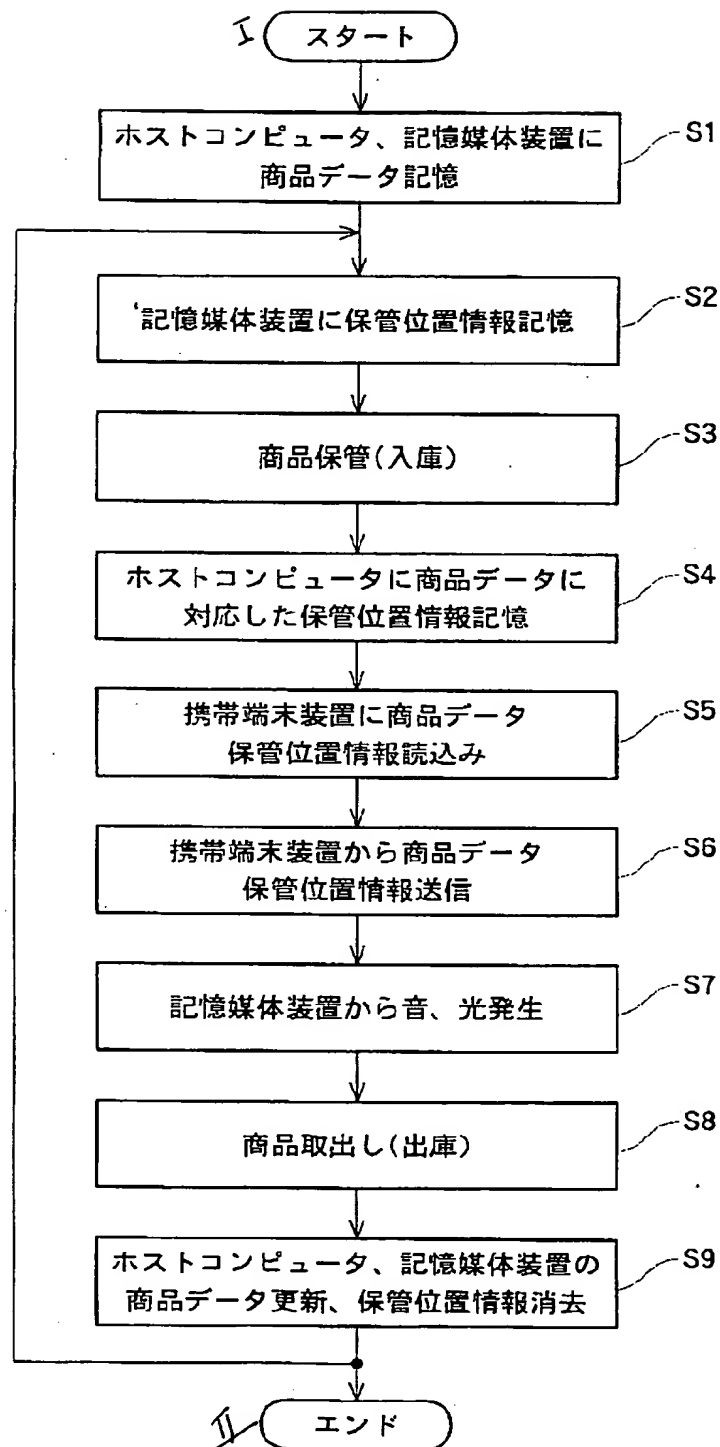 I スタート
ホストコンピュータ、記憶媒体装置に
商品データ記憶
S1
記憶媒体装置に保管位置情報記憶
S2
商品保管(入庫)
S3
ホストコンピュータに商品データに
対応した保管位置情報記憶
S4
携帯端末装置に商品データ
保管位置情報読込み
S5
携帯端末装置から商品データ
保管位置情報送信
S6
記憶媒体装置から音、光発生
S7
商品取出し(出庫)
S8
ホストコンピュータ、記憶媒体装置の
商品データ更新、保管位置情報消去
S9
II エンド